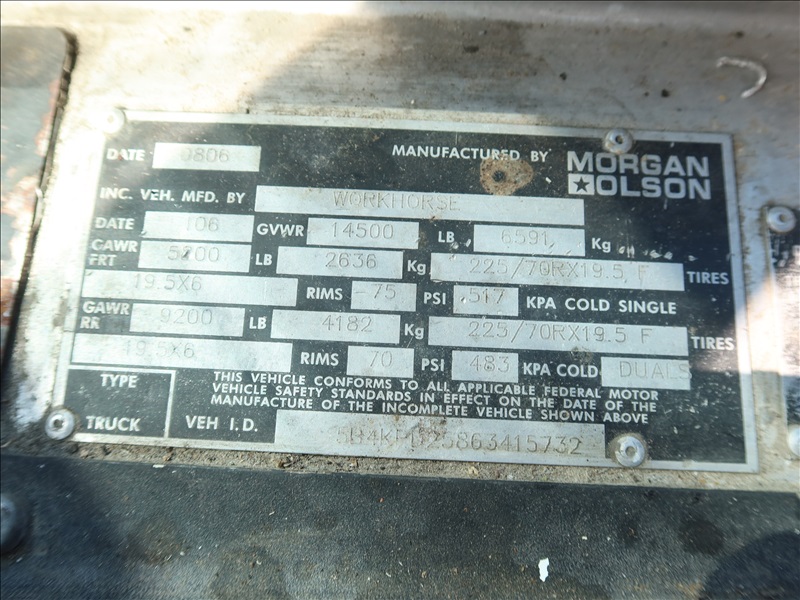 DATE 0806 MANUFACTURED BY MORGAN OLSON
INC. VEH. MFD. BY WORKHORSE
DATE 106 GVWR 14500 LB 6591 Kg
GAWR FRT 5200 LB 2636 Kg 225/70RX19.5 F TIRES
19.5X6 RIMS 75 PSI 517 KPA COLD SINGLE
GAWR RR 9200 LB 4182 Kg 225/70RX19.5 F TIRES
19.5X6 RIMS 70 PSI 483 KPA COLD DUALS
THIS VEHICLE CONFORMS TO ALL APPLICABLE FEDERAL MOTOR
VEHICLE SAFETY STANDARDS IN EFFECT ON THE DATE OF THE
MANUFACTURE OF THE INCOMPLETE VEHICLE SHOWN ABOVE
TYPE
TRUCK VEH I.D.